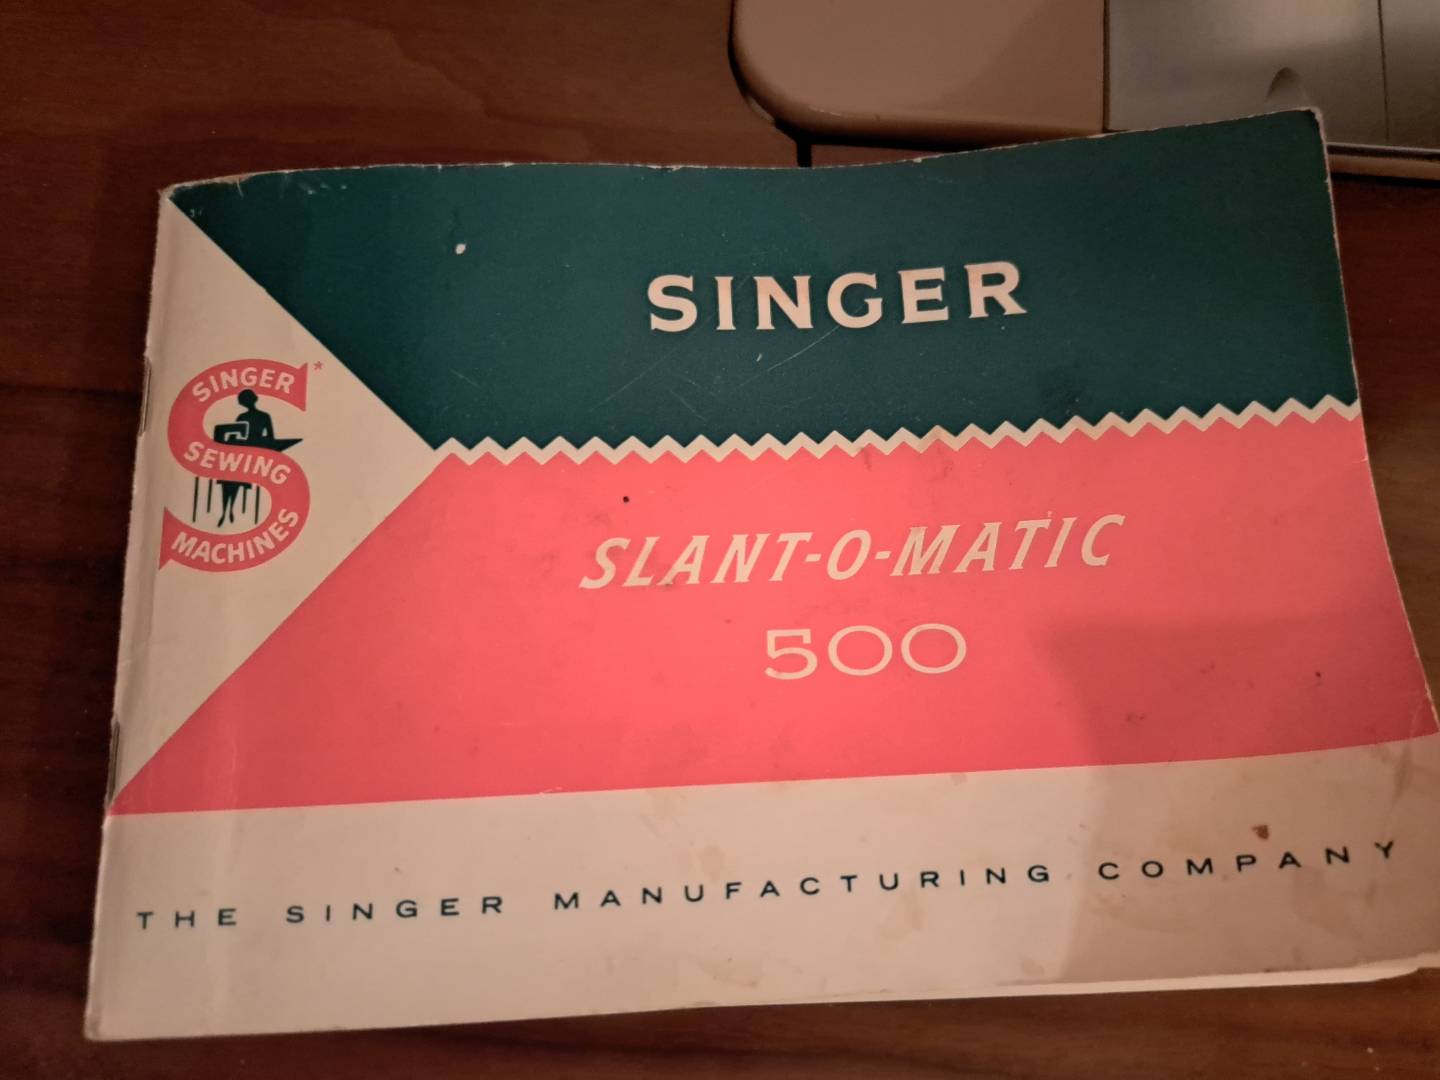 SINGER
SINGER*
SEWING
MACHINES
SLANT-O-MATIC
500
THE SINGER MANUFACTURING COMPANY